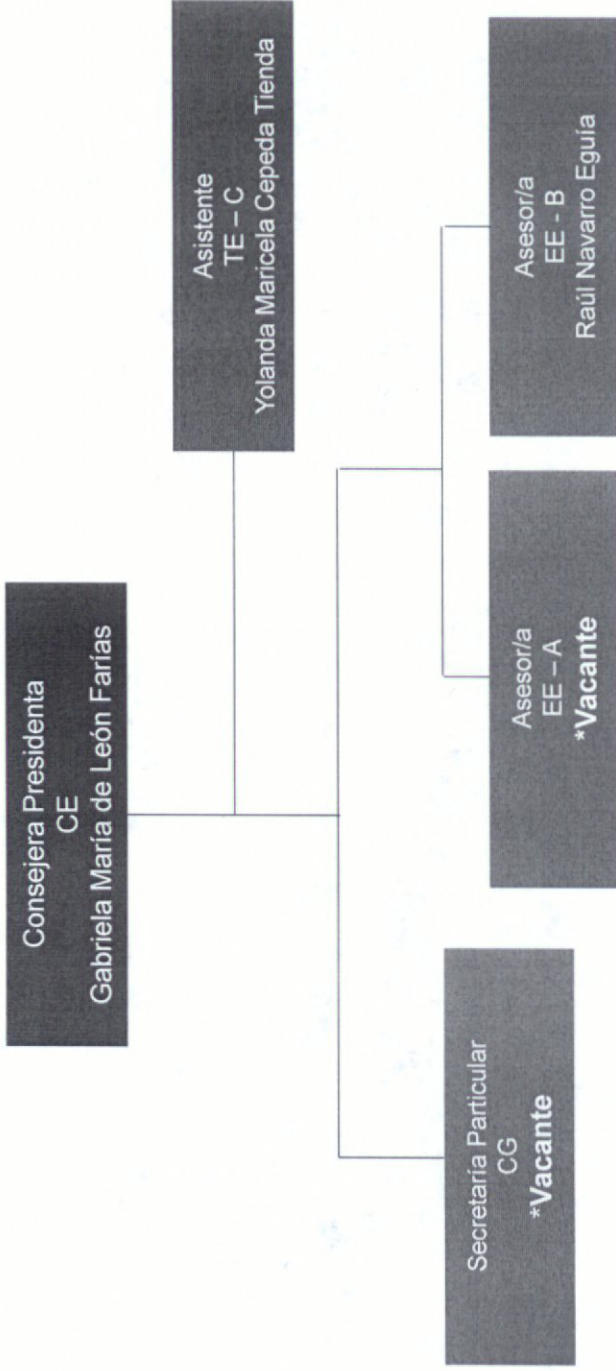 Consejera Presidenta
CE
Gabriela María de León Farías
Asistente
TE – C
Yolanda Maricela Cepeda Tienda
Secretaría Particular
CG
*Vacante
Asesor/a
EE – A
*Vacante
Asesor/a
EE - B
Raúl Navarro Eguía